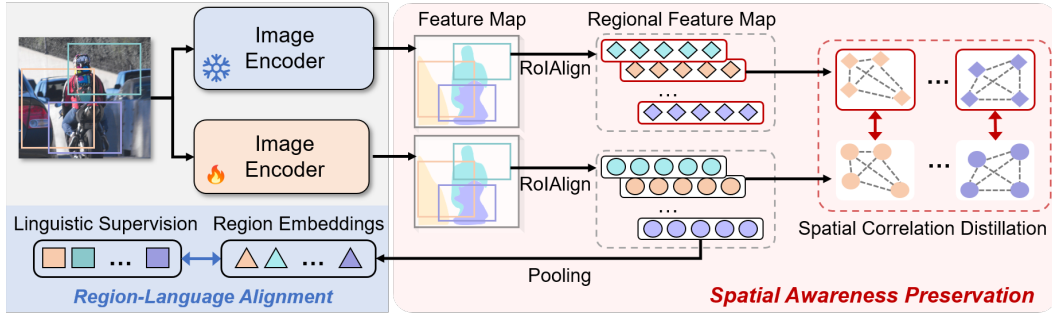 Image
Encoder
Image
Encoder
Feature Map
RoIAlign
Regional Feature Map
...
...
RoIAlign
...
...
Spatial Correlation Distillation
Linguistic Supervision
Region Embeddings
...
...
Pooling
Region-Language Alignment
Spatial Awareness Preservation